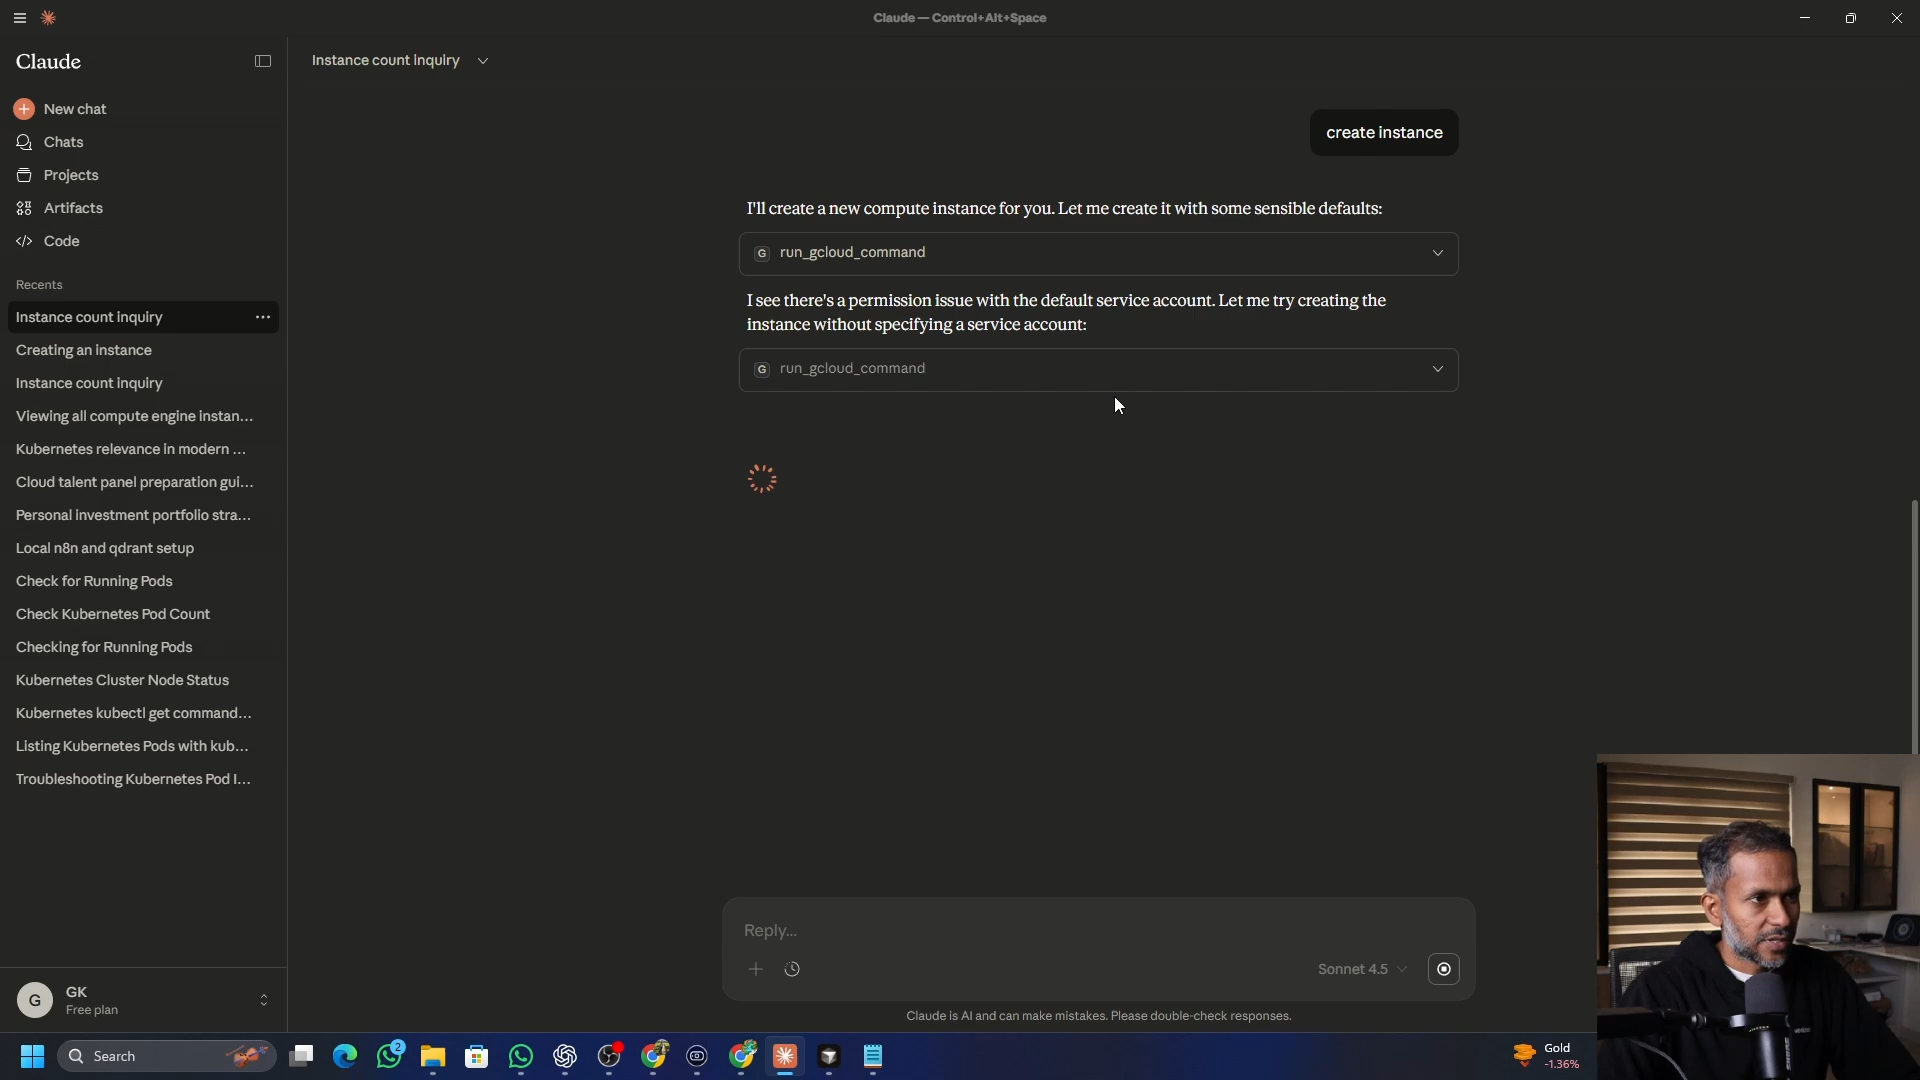 Claude — Control+Alt+Space
Claude
Instance count inquiry
New chat
Chats
Projects
Artifacts
Code
Recents
Instance count inquiry
Creating an instance
Instance count inquiry
Viewing all compute engine instan...
Kubernetes relevance in modern ...
Cloud talent panel preparation gui...
Personal investment portfolio stra...
Local n8n and qdrant setup
Check for Running Pods
Check Kubernetes Pod Count
Checking for Running Pods
Kubernetes Cluster Node Status
Kubernetes kubectl get command...
Listing Kubernetes Pods with kub...
Troubleshooting Kubernetes Pod I...
G
GK
Free plan
create instance
I'll create a new compute instance for you. Let me create it with some sensible defaults:
G run_gcloud_command
I see there's a permission issue with the default service account. Let me try creating the
instance without specifying a service account:
G run_gcloud_command
Reply...
Sonnet 4.5
Claude is AI and can make mistakes. Please double-check responses.
Search
2
Gold
-1.36%